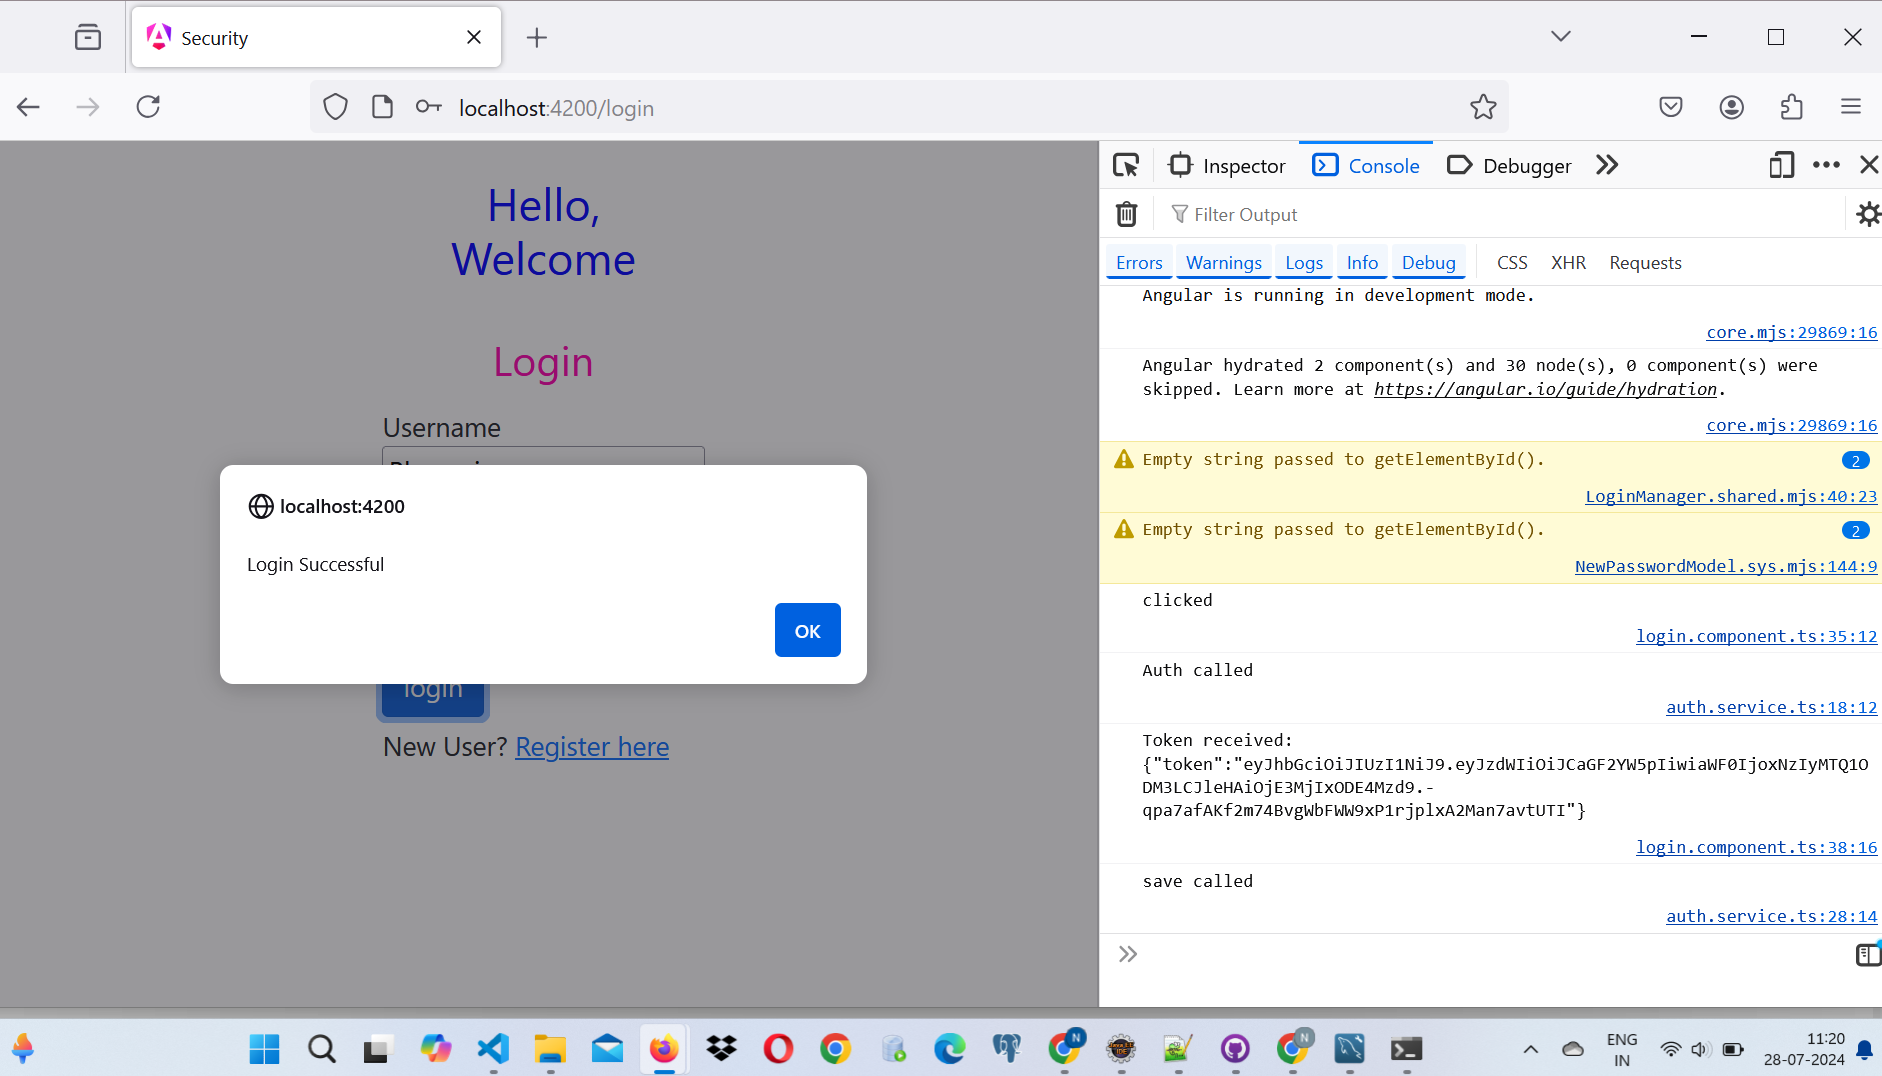 Security
localhost:4200/login
Hello,
Welcome
Login
Username
localhost:4200
Login Successful
OK
login
New User? Register here
Inspector
Console
Debugger
Filter Output
Errors Warnings Logs Info Debug CSS XHR Requests
Angular is running in development mode.
core.mjs:29869:16
Angular hydrated 2 component(s) and 30 node(s), 0 component(s) were
skipped. Learn more at https://angular.io/guide/hydration.
core.mjs:29869:16
Empty string passed to getElementById(). 2
LoginManager.shared.mjs:40:23
Empty string passed to getElementById(). 2
NewPasswordModel.sys.mjs:144:9
clicked
login.component.ts:35:12
Auth called
auth.service.ts:18:12
Token received:
{"token":"eyJhbGciOiJIUzI1NiJ9.eyJzdWIiOiJCaGF2YW5pIiwiaWF0IjoxNzIyMTQ1O
DM3LCJleHAiOjE3MjIxODE4Mzd9.-
qpa7afAKf2m74BvgWbFWW9xP1rjplxA2Man7avtUTI"}
login.component.ts:38:16
save called
auth.service.ts:28:14
N
N
ENG
IN
11:20
28-07-2024